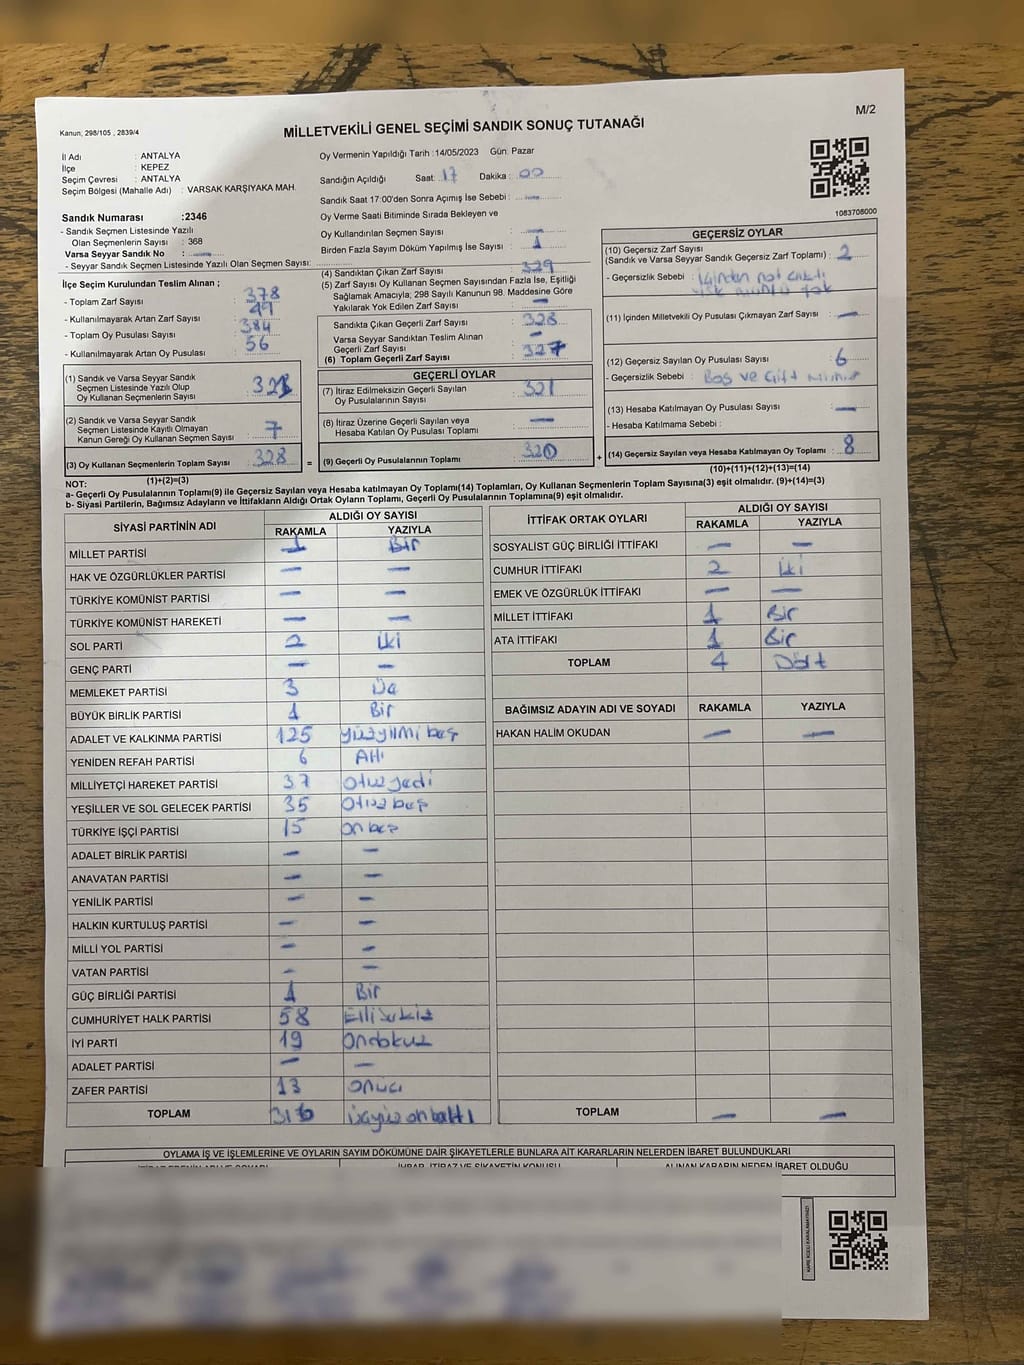 M/2
Kanun, 298/105 , 2839/4
MİLLETVEKİLİ GENEL SEÇİMİ SANDIK SONUÇ TUTANAĞI
İl Adı : ANTALYA
İlçe : KEPEZ
Seçim Çevresi : ANTALYA
Seçim Bölgesi (Mahalle Adı) : VARSAK KARŞIYAKA MAH.
Sandık Numarası :2346
- Sandık Seçmen Listesinde Yazılı
Olan Seçmenlerin Sayısı : 368
Varsa Seyyar Sandık No : —
- Seyyar Sandık Seçmen Listesinde Yazılı Olan Seçmen Sayısı:
İlçe Seçim Kurulundan Teslim Alınan ;
- Toplam Zarf Sayısı : 378
- Kullanılmayarak Artan Zarf Sayısı : 49
- Toplam Oy Pusulası Sayısı : 384
- Kullanılmayarak Artan Oy Pusulası : 56
(1) Sandık ve Varsa Seyyar Sandık
Seçmen Listesinde Yazılı Olup
Oy Kullanan Seçmenlerin Sayısı
(2) Sandık ve Varsa Seyyar Sandık
Seçmen Listesinde Kayıtlı Olmayan
Kanun Gereği Oy Kullanan Seçmen Sayısı : 7
(3) Oy Kullanan Seçmenlerin Toplam Sayısı : 328
(1)+(2)=(3)
Oy Vermenin Yapıldığı Tarih :14/05/2023 Gün: Pazar
Sandığın Açıldığı Saat: 17 Dakika : 00
Sandık Saat 17:00'den Sonra Açımış İse Sebebi : —
Oy Verme Saati Bitiminde Sırada Bekleyen ve
Oy Kullandırılan Seçmen Sayısı : —
Birden Fazla Sayım Döküm Yapılmış İse Sayısı : 1
(4) Sandıktan Çıkan Zarf Sayısı : 329
(5) Zarf Sayısı Oy Kullanan Seçmen Sayısından Fazla İse, Eşitliği
Sağlamak Amacıyla; 298 Sayılı Kanunun 98. Maddesine Göre
Yakılarak Yok Edilen Zarf Sayısı : —
Sandıkta Çıkan Geçerli Zarf Sayısı : 328
Varsa Seyyar Sandıktan Teslim Alınan
Geçerli Zarf Sayısı : —
(6) Toplam Geçerli Zarf Sayısı : 327
GEÇERLİ OYLAR
(7) İtiraz Edilmeksizin Geçerli Sayılan
Oy Pusulalarının Sayısı : 321
(8) İtiraz Üzerine Geçerli Sayılan veya
Hesaba Katılan Oy Pusulası Toplamı : —
= (9) Geçerli Oy Pusulalarının Toplamı : 320
1083708000
GEÇERSİZ OYLAR
(10) Geçersiz Zarf Sayısı
(Sandık ve Varsa Seyyar Sandık Geçersiz Zarf Toplamı) : 2
- Geçersizlik Sebebi : İçinden not çıktı
(11) İçinden Milletvekili Oy Pusulası Çıkmayan Zarf Sayısı : —
(12) Geçersiz Sayılan Oy Pusulası Sayısı : 6
- Geçersizlik Sebebi : Boş ve Çift mühür
(13) Hesaba Katılmayan Oy Pusulası Sayısı : —
- Hesaba Katılmama Sebebi :
+ (14) Geçersiz Sayılan veya Hesaba Katılmayan Oy Toplamı : 8
(10)+(11)+(12)+(13)=(14)
NOT:
a- Geçerli Oy Pusulalarının Toplamı(9) ile Geçersiz Sayılan veya Hesaba katılmayan Oy Toplamı(14) Toplamları, Oy Kullanan Seçmenlerin Toplam Sayısına(3) eşit olmalıdır. (9)+(14)=(3)
b- Siyasi Partilerin, Bağımsız Adayların ve İttifakların Aldığı Ortak Oyların Toplamı, Geçerli Oy Pusulalarının Toplamına(9) eşit olmalıdır.
SİYASİ PARTİNİN ADI ALDIĞI OY SAYISI
RAKAMLA YAZIYLA
MİLLET PARTİSİ 1 Bir
HAK VE ÖZGÜRLÜKLER PARTİSİ — —
TÜRKİYE KOMÜNİST PARTİSİ — —
TÜRKİYE KOMÜNİST HAREKETİ — —
SOL PARTİ 2 İki
GENÇ PARTİ — —
MEMLEKET PARTİSİ 3 Üç
BÜYÜK BİRLİK PARTİSİ 1 Bir
ADALET VE KALKINMA PARTİSİ 125 yüzyirmi beş
YENİDEN REFAH PARTİSİ 6 Altı
MİLLİYETÇİ HAREKET PARTİSİ 37 Otuzyedi
YEŞİLLER VE SOL GELECEK PARTİSİ 35 Otuzbeş
TÜRKİYE İŞÇİ PARTİSİ 15 onbeş
ADALET BİRLİK PARTİSİ — —
ANAVATAN PARTİSİ — —
YENİLİK PARTİSİ — —
HALKIN KURTULUŞ PARTİSİ — —
MİLLİ YOL PARTİSİ — —
VATAN PARTİSİ — —
GÜÇ BİRLİĞİ PARTİSİ 1 Bir
CUMHURİYET HALK PARTİSİ 58 Ellisekiz
İYİ PARTİ 19 Ondokuz
ADALET PARTİSİ — —
ZAFER PARTİSİ 13 onüç
TOPLAM 316 üçyüz onaltı
İTTİFAK ORTAK OYLARI ALDIĞI OY SAYISI
RAKAMLA YAZIYLA
SOSYALİST GÜÇ BİRLİĞİ İTTİFAKI — —
CUMHUR İTTİFAKI 2 İki
EMEK VE ÖZGÜRLÜK İTTİFAKI — —
MİLLET İTTİFAKI 1 Bir
ATA İTTİFAKI 1 Bir
TOPLAM 4 Dört
BAĞIMSIZ ADAYIN ADI VE SOYADI RAKAMLA YAZIYLA
HAKAN HALİM OKUDAN — —
TOPLAM — —
OYLAMA İŞ VE İŞLEMLERİNE VE OYLARIN SAYIM DÖKÜMÜNE DAİR ŞİKAYETLERLE BUNLARA AİT KARARLARIN NELERDEN İBARET BULUNDUKLARI
İHBAR, İTİRAZ VE ŞİKAYETİN KONUSU ALINAN KARARIN NEDEN İBARET OLDUĞU